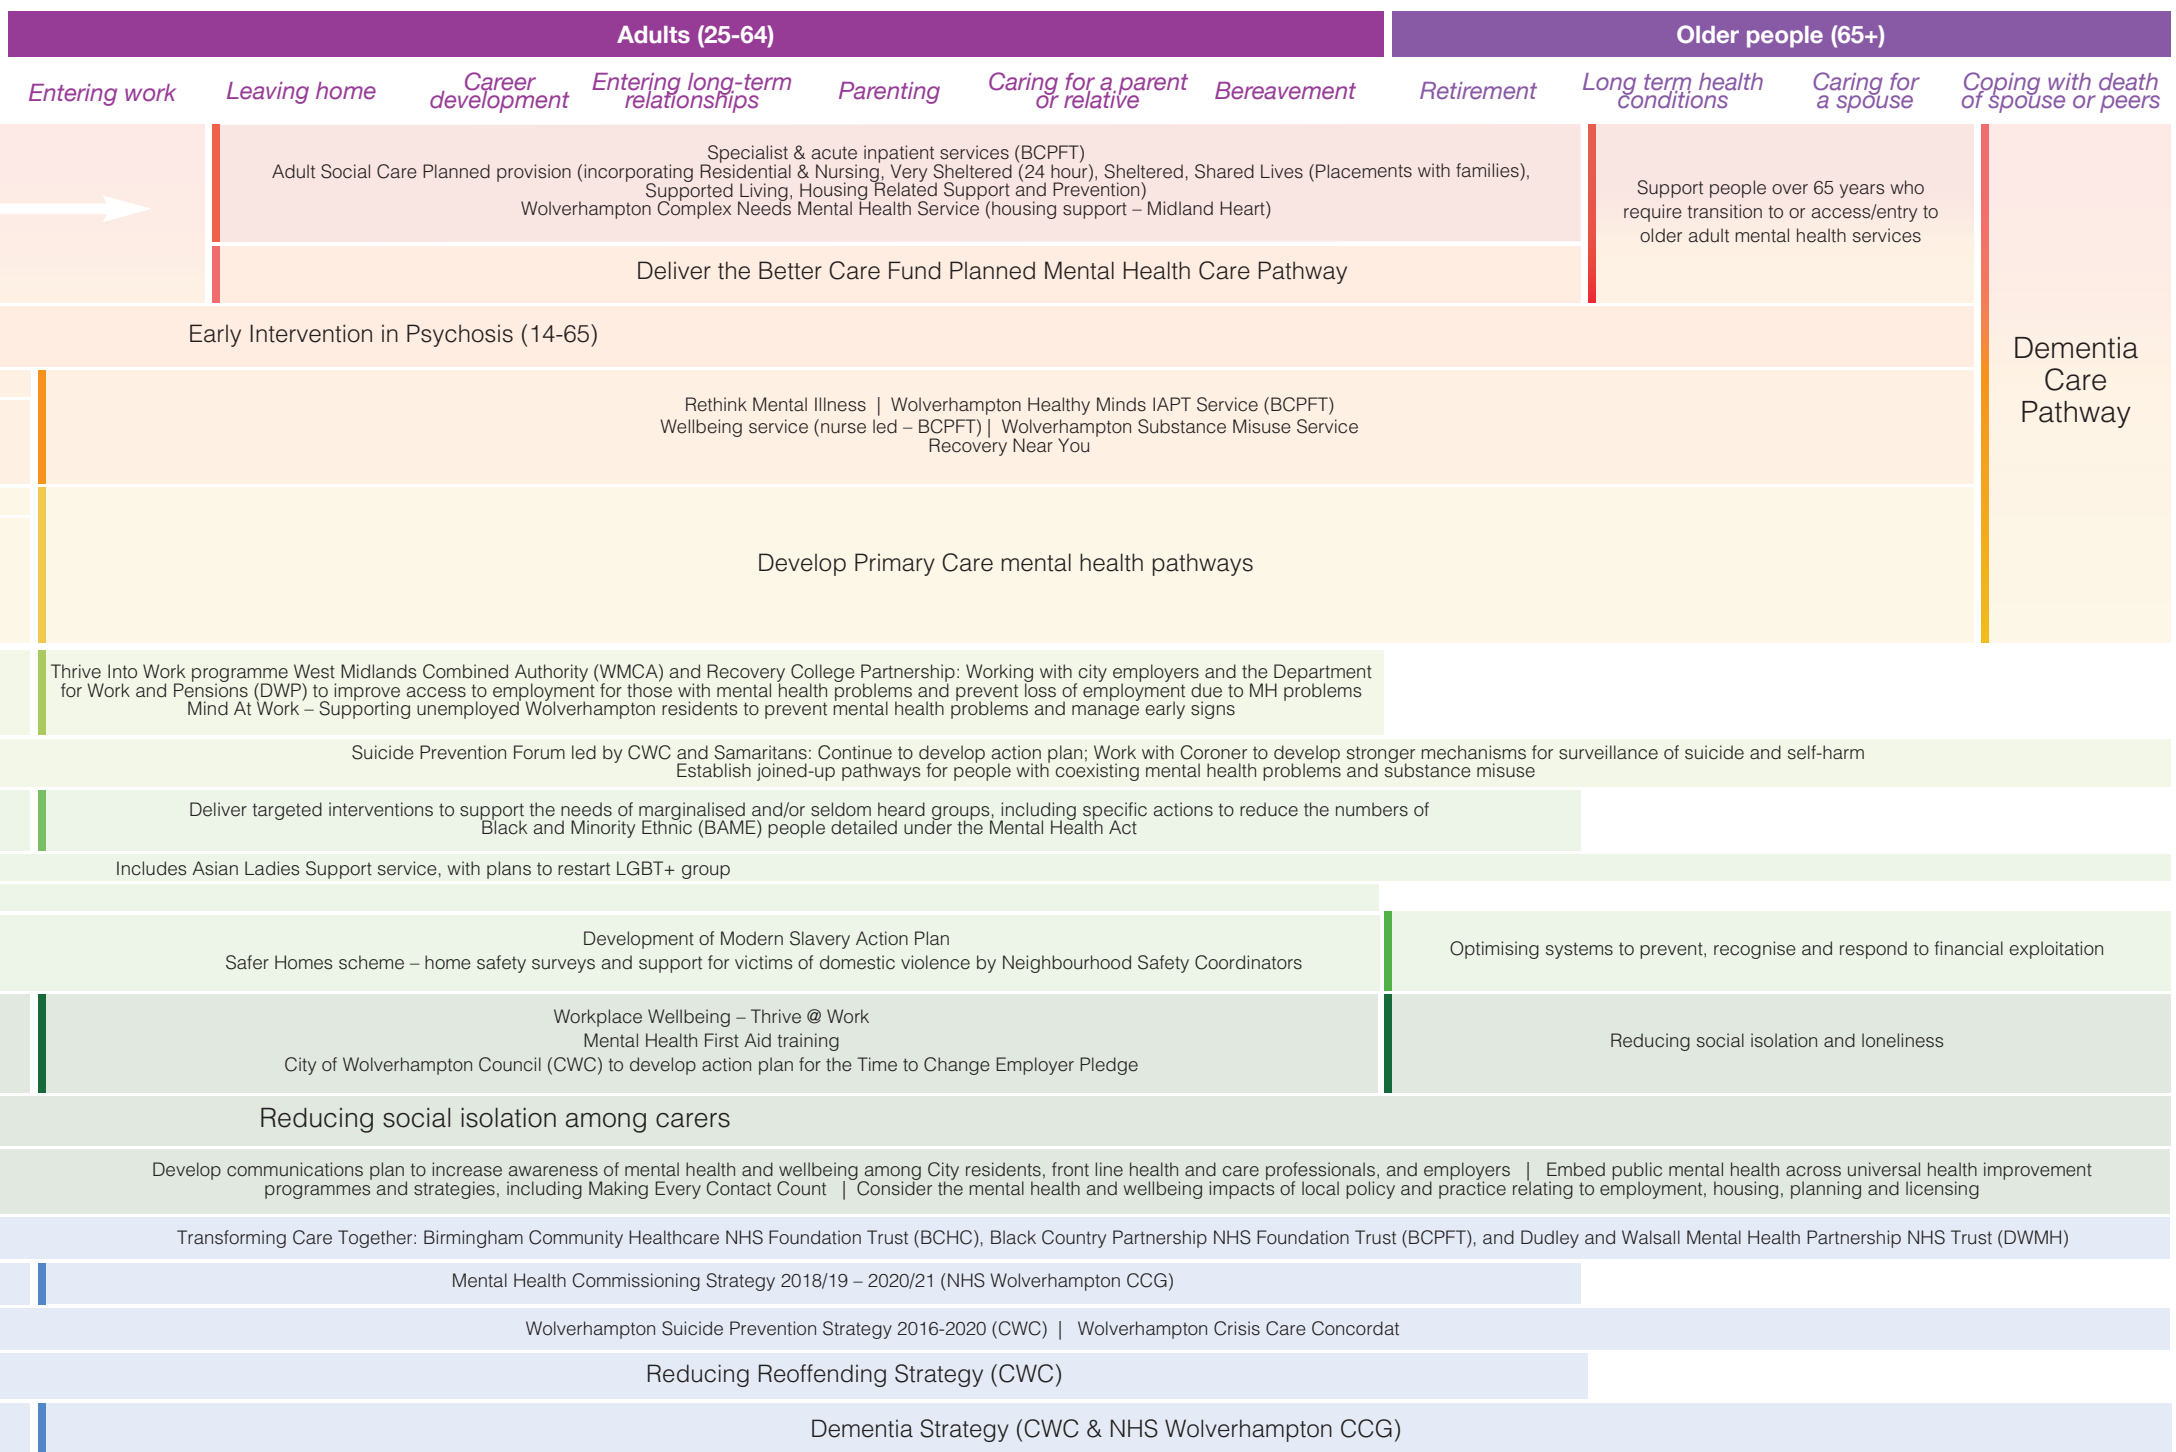 Adults (25-64)
Older people (65+)
Entering work
Leaving home
Career
development
Entering long-term
relationships
Parenting
Caring for a parent
or relative
Bereavement
Retirement
Long term health
conditions
Caring for
a spouse
Coping with death
of spouse or peers
Specialist & acute inpatient services (BCPFT)
Adult Social Care Planned provision (incorporating Residential & Nursing, Very Sheltered (24 hour), Sheltered, Shared Lives (Placements with families),
Supported Living, Housing Related Support and Prevention)
Wolverhampton Complex Needs Mental Health Service (housing support – Midland Heart)
Support people over 65 years who
require transition to or access/entry to
older adult mental health services
Deliver the Better Care Fund Planned Mental Health Care Pathway
Early Intervention in Psychosis (14-65)
Dementia
Care
Pathway
Rethink Mental Illness | Wolverhampton Healthy Minds IAPT Service (BCPFT)
Wellbeing service (nurse led – BCPFT) | Wolverhampton Substance Misuse Service
Recovery Near You
Develop Primary Care mental health pathways
Thrive Into Work programme West Midlands Combined Authority (WMCA) and Recovery College Partnership: Working with city employers and the Department
for Work and Pensions (DWP) to improve access to employment for those with mental health problems and prevent loss of employment due to MH problems
Mind At Work – Supporting unemployed Wolverhampton residents to prevent mental health problems and manage early signs
Suicide Prevention Forum led by CWC and Samaritans: Continue to develop action plan; Work with Coroner to develop stronger mechanisms for surveillance of suicide and self-harm
Establish joined-up pathways for people with coexisting mental health problems and substance misuse
Deliver targeted interventions to support the needs of marginalised and/or seldom heard groups, including specific actions to reduce the numbers of
Black and Minority Ethnic (BAME) people detailed under the Mental Health Act
Includes Asian Ladies Support service, with plans to restart LGBT+ group
Development of Modern Slavery Action Plan
Safer Homes scheme – home safety surveys and support for victims of domestic violence by Neighbourhood Safety Coordinators
Optimising systems to prevent, recognise and respond to financial exploitation
Workplace Wellbeing – Thrive @ Work
Mental Health First Aid training
City of Wolverhampton Council (CWC) to develop action plan for the Time to Change Employer Pledge
Reducing social isolation and loneliness
Reducing social isolation among carers
Develop communications plan to increase awareness of mental health and wellbeing among City residents, front line health and care professionals, and employers | Embed public mental health across universal health improvement
programmes and strategies, including Making Every Contact Count | Consider the mental health and wellbeing impacts of local policy and practice relating to employment, housing, planning and licensing
Transforming Care Together: Birmingham Community Healthcare NHS Foundation Trust (BCHC), Black Country Partnership NHS Foundation Trust (BCPFT), and Dudley and Walsall Mental Health Partnership NHS Trust (DWMH)
Mental Health Commissioning Strategy 2018/19 – 2020/21 (NHS Wolverhampton CCG)
Wolverhampton Suicide Prevention Strategy 2016-2020 (CWC) | Wolverhampton Crisis Care Concordat
Reducing Reoffending Strategy (CWC)
Dementia Strategy (CWC & NHS Wolverhampton CCG)